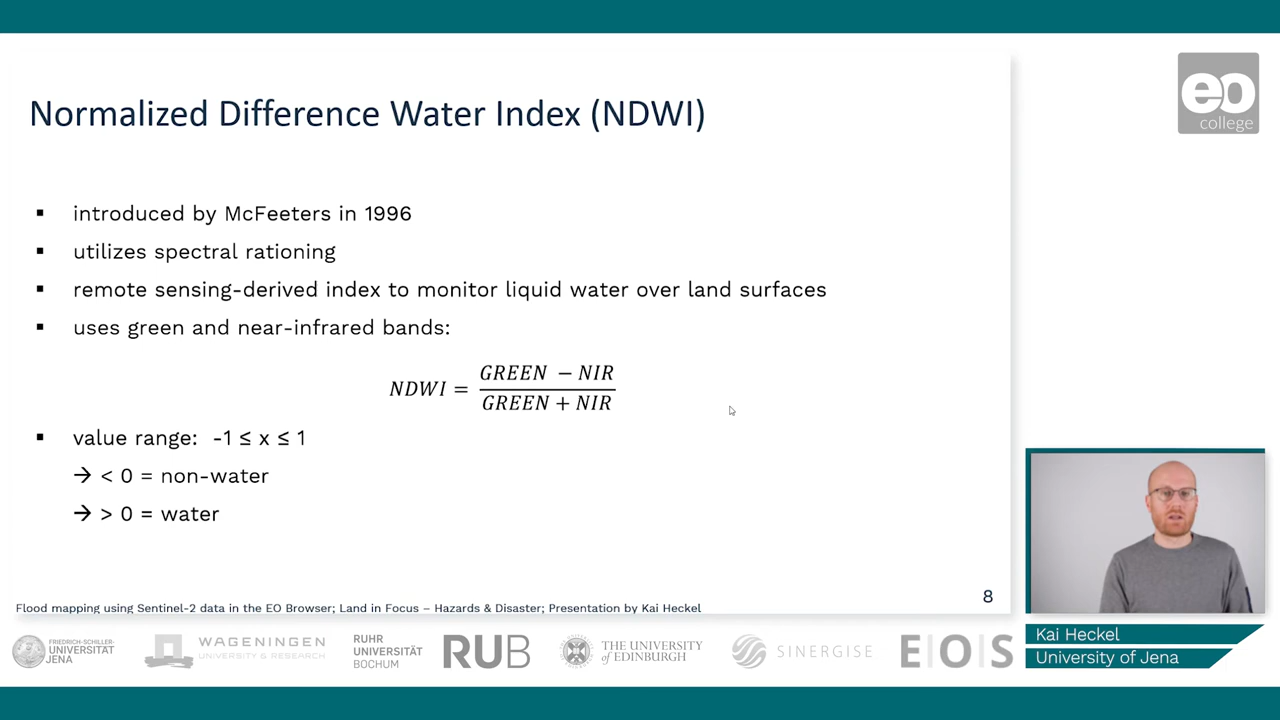 Normalized Difference Water Index (NDWI)
▪ introduced by McFeeters in 1996
▪ utilizes spectral rationing
▪ remote sensing-derived index to monitor liquid water over land surfaces
▪ uses green and near-infrared bands:
NDWI = (GREEN − NIR) / (GREEN + NIR)
▪ value range: -1 ≤ x ≤ 1
→ < 0 = non-water
→ > 0 = water
8
Flood mapping using Sentinel-2 data in the EO Browser; Land in Focus – Hazards & Disaster; Presentation by Kai Heckel
eo
college
Kai Heckel
University of Jena
FRIEDRICH-SCHILLER-
UNIVERSITÄT
JENA
WAGENINGEN
UNIVERSITY & RESEARCH
RUHR
UNIVERSITÄT
BOCHUM
RUB
THE UNIVERSITY
of EDINBURGH
SINERGISE
E|O|S